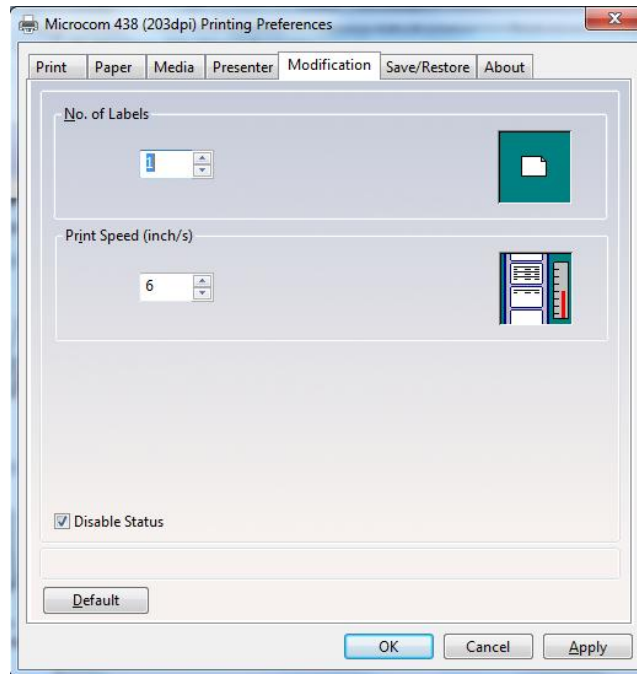 Microcom 438 (203dpi) Printing Preferences
Print Paper Media Presenter Modification Save/Restore About
No. of Labels
1
Print Speed (inch/s)
6
Disable Status
Default
OK Cancel Apply